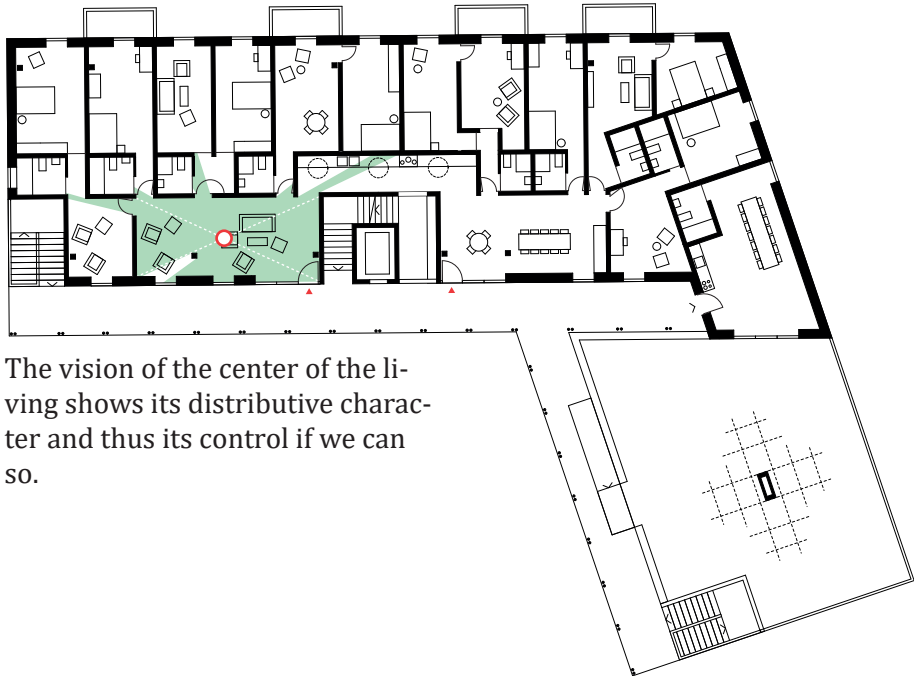 The vision of the center of the li-
ving shows its distributive charac-
ter and thus its control if we can
so.